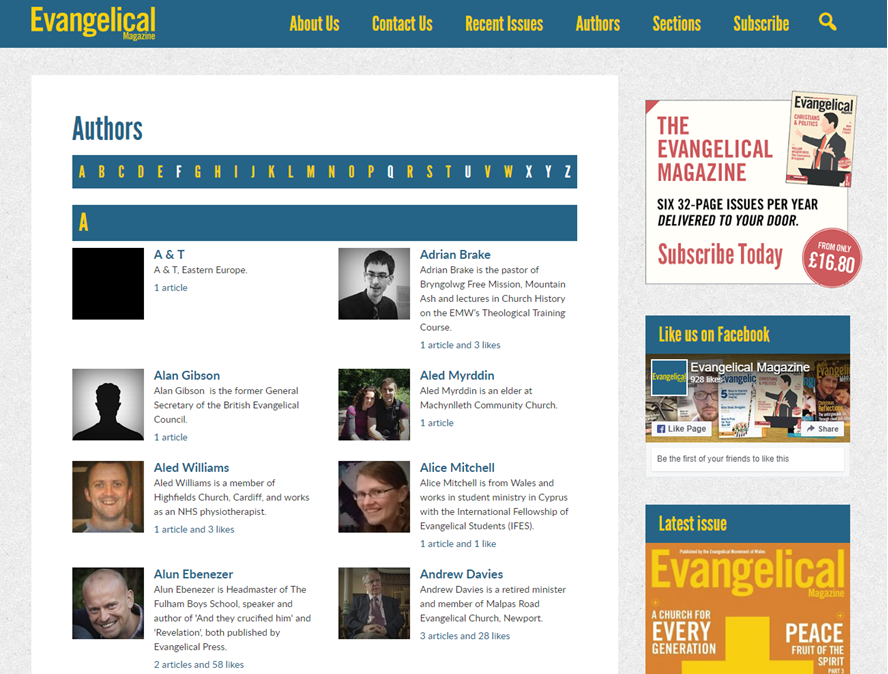 Evangelical
Magazine
About Us
Contact Us
Recent Issues
Authors
Sections
Subscribe
Authors
A B C D E F G H I J K L M N O P Q R S T U V W X Y Z
A
A & T
A & T, Eastern Europe.
1 article
Adrian Brake
Adrian Brake is the pastor of
Bryngolwg Free Mission, Mountain
Ash and lectures in Church History
on the EMW's Theological Training
Course.
1 article and 3 likes
Alan Gibson
Alan Gibson is the former General
Secretary of the British Evangelical
Council.
1 article
Aled Myrddin
Aled Myrddin is an elder at
Machynlleth Community Church.
1 article
Aled Williams
Aled Williams is a member of
Highfields Church, Cardiff, and works
as an NHS physiotherapist.
1 article and 3 likes
Alice Mitchell
Alice Mitchell is from Wales and
works in student ministry in Cyprus
with the International Fellowship of
Evangelical Students (IFES).
1 article and 1 like
Alun Ebenezer
Alun Ebenezer is Headmaster of The
Fulham Boys School, speaker and
author of 'And they crucified him' and
'Revelation', both published by
Evangelical Press.
2 articles and 58 likes
Andrew Davies
Andrew Davies is a retired minister
and member of Malpas Road
Evangelical Church, Newport.
3 articles and 28 likes
THE
EVANGELICAL
MAGAZINE
SIX 32-PAGE ISSUES PER YEAR
DELIVERED TO YOUR DOOR.
Subscribe Today
FROM ONLY
£16.80
Evangelical
CHRISTIANS
& POLITICS
Like us on Facebook
Evangelical
Evangelical Magazine
928 likes
Like Page
Share
Be the first of your friends to like this
Latest issue
Published by the Evangelical Movement of Wales
Evangelical
Magazine
A CHURCH FOR
EVERY
GENERATION
PEACE
FRUIT OF THE
SPIRIT
PART 3